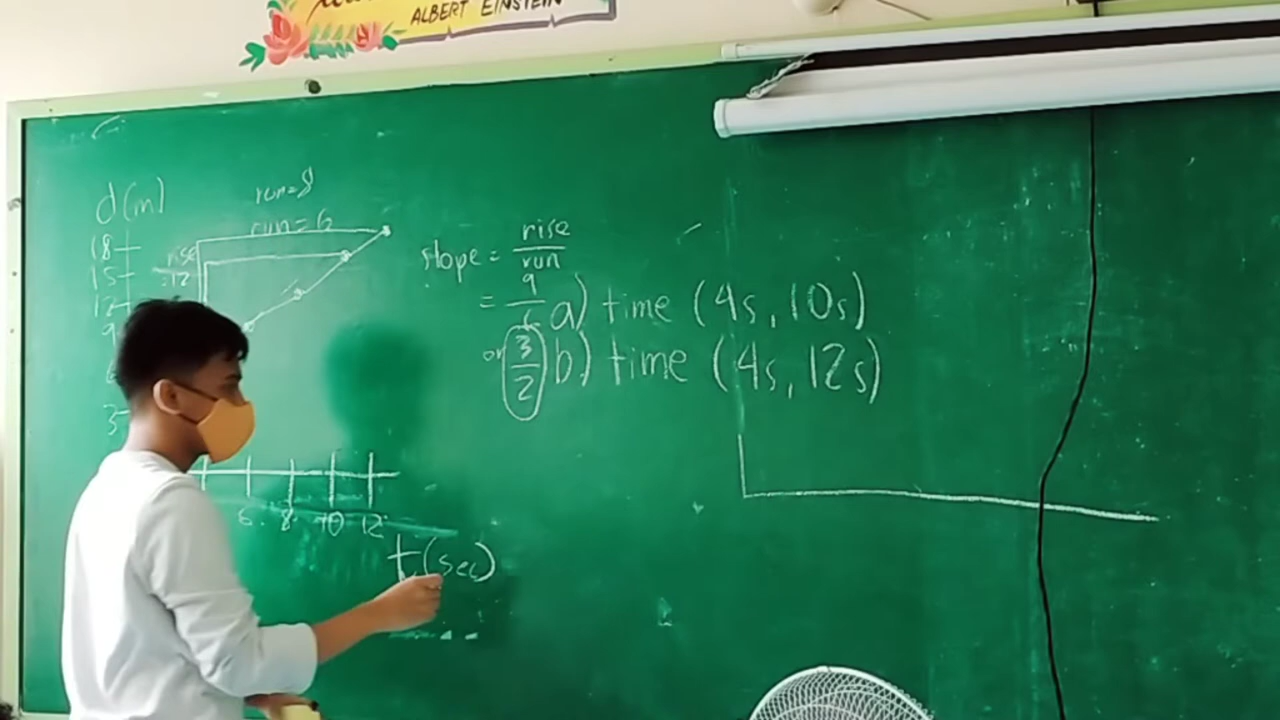 ALBERT EINSTEIN
d(m)
run=8
run=6
18
15
12
9
3
rise
=12
slope = rise
run
= 9
6
or 3
2
a) time (4s, 10s)
b) time (4s, 12s)
6 8 10 12
t(sec)